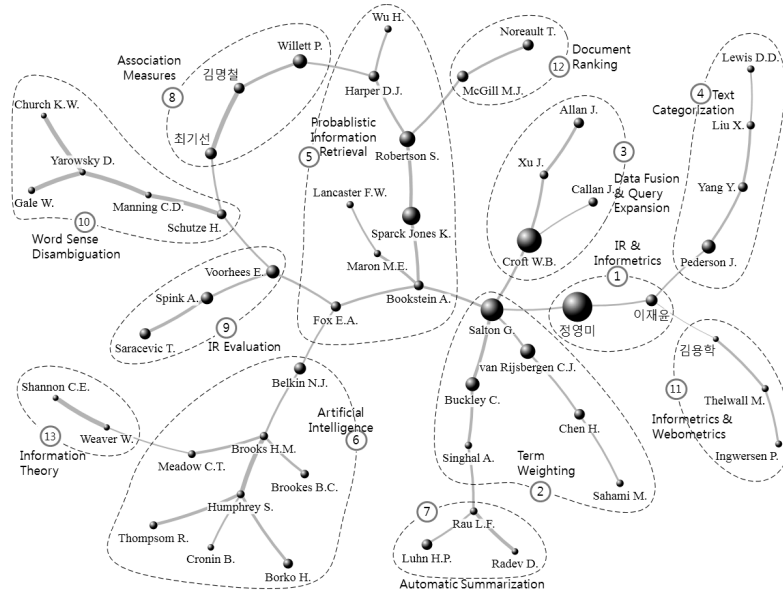 Wu H.
Willett P.
Noreault T.
Association
Measures
8
김명철
Harper D.J.
McGill M.J.
12
Document
Ranking
Lewis D.D.
4
Text
Categorization
Church K.W.
최기선
Probablistic Information
Retrieval
5
Robertson S.
Allan J.
Liu X.
Yarowsky D.
Xu J.
3
Data Fusion
& Query
Expansion
Callan J.
Yang Y.
Gale W.
Manning C.D.
Lancaster F.W.
10
Schutze H.
Word Sense
Disambiguation
Sparck Jones K.
Croft W.B.
Pederson J.
Voorhees E.
Maron M.E.
IR & Informetrics
1
Spink A.
Bookstein A.
Fox E.A.
Salton G.
정영미
이재윤
9
IR Evaluation
Saracevic T.
van Rijsbergen C.J.
김용학
Belkin N.J.
Buckley C.
11
Thelwall M.
Shannon C.E.
Artificial
Intelligence
6
Chen H.
Informetrics &
Webometrics
13
Weaver W.
Information
Theory
Brooks H.M.
Meadow C.T.
Singhal A.
Term
Weighting
2
Ingwersen P.
Brookes B.C.
Sahami M.
Humphrey S.
7
Rau L.F.
Thompsom R.
Cronin B.
Borko H.
Luhn H.P.
Radev D.
Automatic Summarization